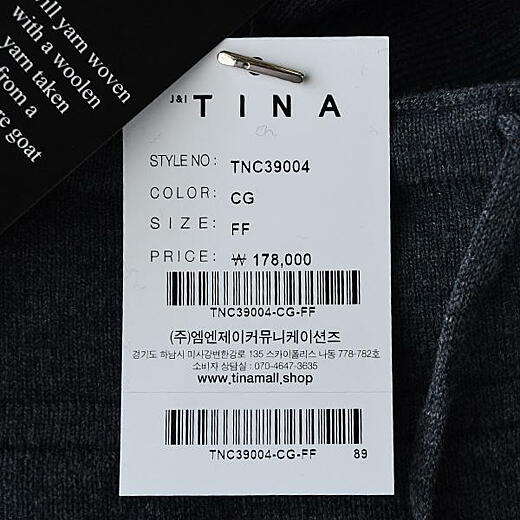 ill yarn woven
with a woolen
yarn taken
from a
re goat
J&I TINA
STYLE NO : TNC39004
COLOR: CG
SIZE: FF
PRICE: ₩ 178,000
TNC39004-CG-FF
(주)엠엔제이커뮤니케이션즈
경기도 하남시 미사강변한강로 135 스카이폴리스 나동 778-782호
소비자 상담실 : 070-4647-3635
www.tinamall.shop
TNC39004-CG-FF 89